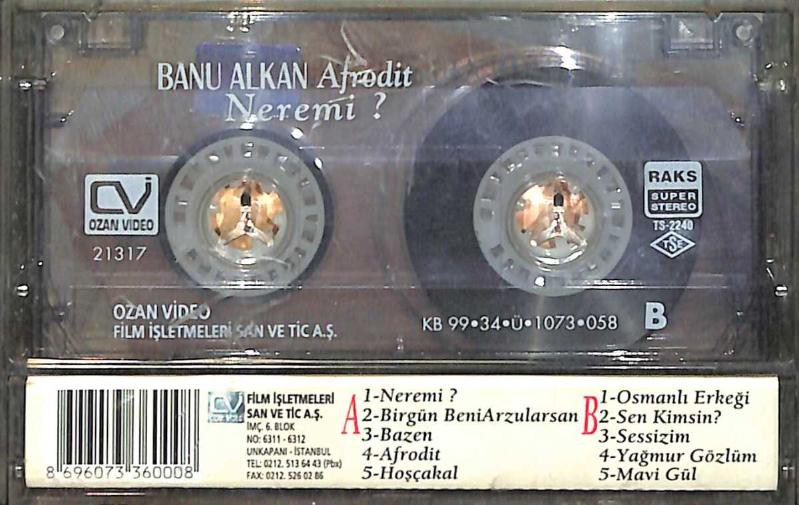 BANU ALKAN Afrodit
Neremi ?
CVİ
OZAN VİDEO
21317
RAKS
SUPER
STEREO
TS-2240
TSE
OZAN VİDEO
FİLM İŞLETMELERİ SAN VE TİC A.Ş.
KB 99•34•Ü•1073•058
B
8 696073 360008
FİLM İŞLETMELERİ
SAN VE TİC A.Ş.
İMÇ. 6. BLOK
NO: 6311 - 6312
UNKAPANI - İSTANBUL
TEL: 0212. 513 64 43 (Pbx)
FAX: 0212. 526 02 86
A
1-Neremi ?
2-Birgün BeniArzularsan
3-Bazen
4-Afrodit
5-Hoşçakal
B
1-Osmanlı Erkeği
2-Sen Kimsin?
3-Sessizim
4-Yağmur Gözlüm
5-Mavi Gül